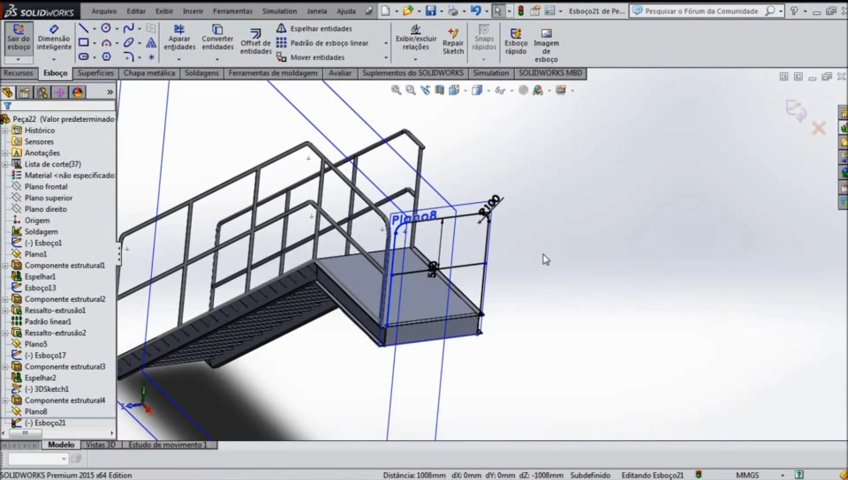 SOLIDWORKS Arquivo Editar Exibir Inserir Ferramentas Simulation Janela Ajuda Esboço21 de Pe... Pesquisar o Fórum da Comunidade
Sair do esboço
Dimensão inteligente
Aparar entidades
Converter entidades
Offset de entidades
Espelhar entidades
Padrão de esboço linear
Mover entidades
Exibir/excluir relações
Repair Sketch
Snaps rápidos
Esboço rápido
Imagem de esboço
Recursos Esboço Superfícies Chapa metálica Soldagens Ferramentas de moldagem Avaliar Suplementos do SOLIDWORKS Simulation SOLIDWORKS MBD
Peça22 (Valor predeterminado
Histórico
Sensores
Anotações
Lista de corte(37)
Material <não especificado
Plano frontal
Plano superior
Plano direito
Origem
Soldagem
(-) Esboço1
Plano1
Componente estrutural1
Espelhar1
Esboço13
Componente estrutural2
Ressalto-extrusão1
Padrão linear1
Ressalto-extrusão2
Plano5
(-) Esboço17
Componente estrutural3
Espelhar2
(-) 3DSketch1
Componente estrutural4
Plano8
(-) Esboço21
Plano8
R100
Modelo Vistas 3D Estudo de movimento 1
SOLIDWORKS Premium 2015 x64 Edition Distância: 1008mm dX: 0mm dY: 0mm dZ: -1008mm Subdefinido Editando Esboço21 MMGS